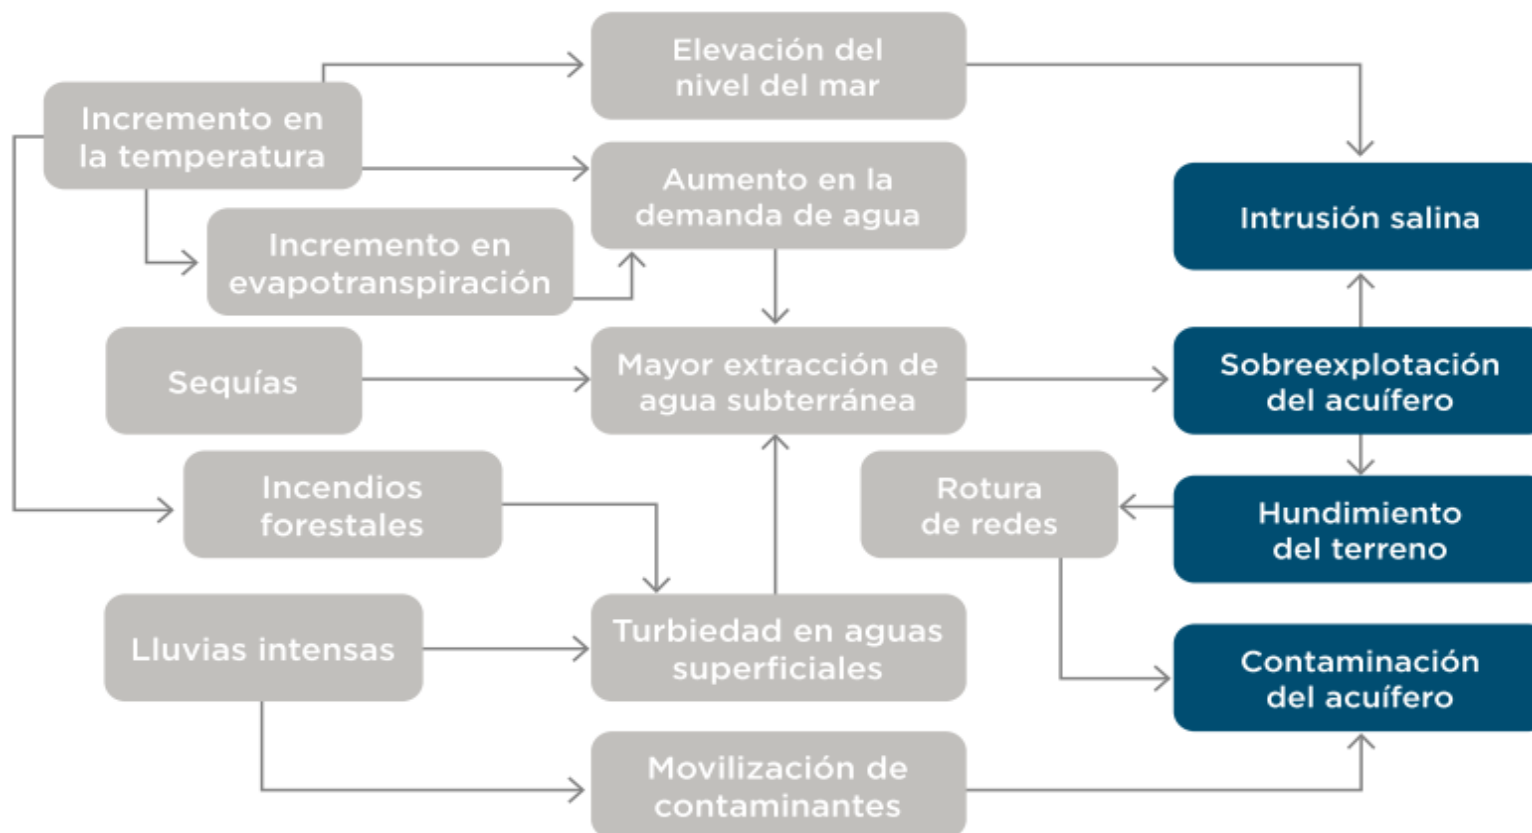 Elevación del
nivel del mar
Incremento en
la temperatura
Aumento en la
demanda de agua
Intrusión salina
Incremento en
evapotranspiración
Sequías
Mayor extracción de
agua subterránea
Sobreexplotación
del acuífero
Incendios
forestales
Rotura
de redes
Hundimiento
del terreno
Lluvias intensas
Turbiedad en aguas
superficiales
Contaminación
del acuífero
Movilización de
contaminantes